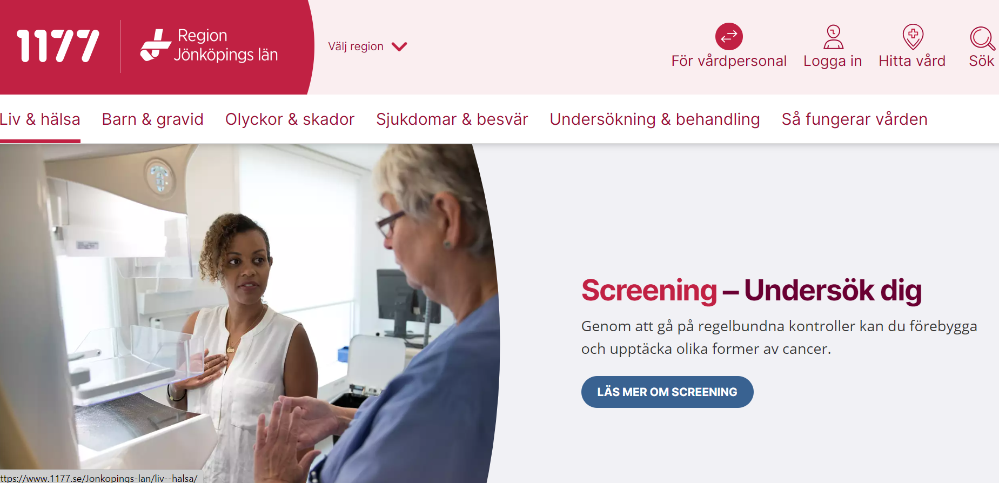 1177
Region
Jönköpings län
Välj region
För vårdpersonal
Logga in
Hitta vård
Sök
Liv & hälsa
Barn & gravid
Olyckor & skador
Sjukdomar & besvär
Undersökning & behandling
Så fungerar vården
Screening – Undersök dig
Genom att gå på regelbundna kontroller kan du förebygga
och upptäcka olika former av cancer.
LÄS MER OM SCREENING
ttps://www.1177.se/Jonkopings-lan/liv--halsa/